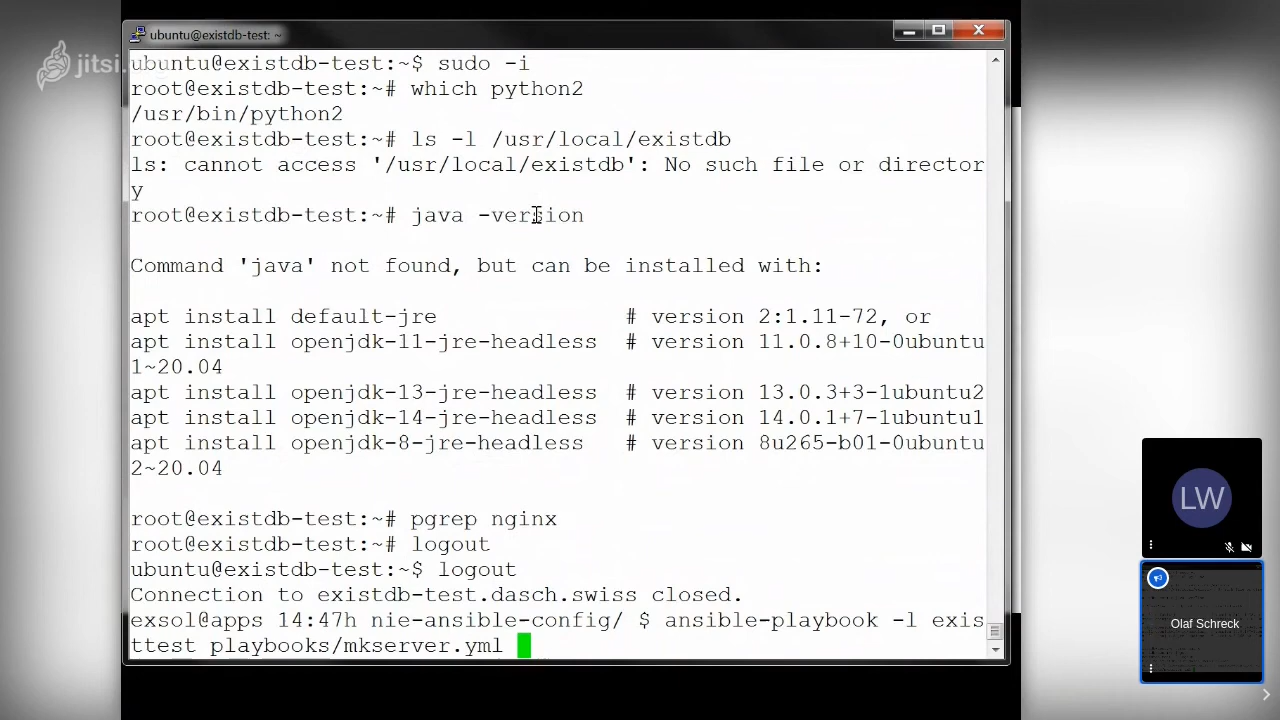 ubuntu@existdb-test: ~
jitsi.
ubuntu@existdb-test:~$ sudo -i
root@existdb-test:~# which python2
/usr/bin/python2
root@existdb-test:~# ls -l /usr/local/existdb
ls: cannot access '/usr/local/existdb': No such file or director
y
root@existdb-test:~# java -version
Command 'java' not found, but can be installed with:
apt install default-jre # version 2:1.11-72, or
apt install openjdk-11-jre-headless # version 11.0.8+10-0ubuntu
1~20.04
apt install openjdk-13-jre-headless # version 13.0.3+3-1ubuntu2
apt install openjdk-14-jre-headless # version 14.0.1+7-1ubuntu1
apt install openjdk-8-jre-headless # version 8u265-b01-0ubuntu
2~20.04
root@existdb-test:~# pgrep nginx
root@existdb-test:~# logout
ubuntu@existdb-test:~$ logout
Connection to existdb-test.dasch.swiss closed.
exsol@apps 14:47h nie-ansible-config/ $ ansible-playbook -l exis
ttest playbooks/mkserver.yml
LW
Olaf Schreck